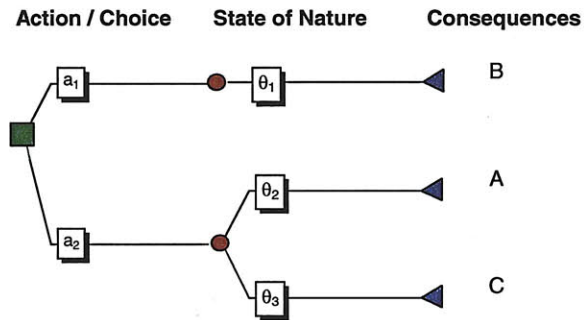 Action / Choice State of Nature Consequences
a₁ θ₁ B
θ₂ A
a₂
θ₃ C